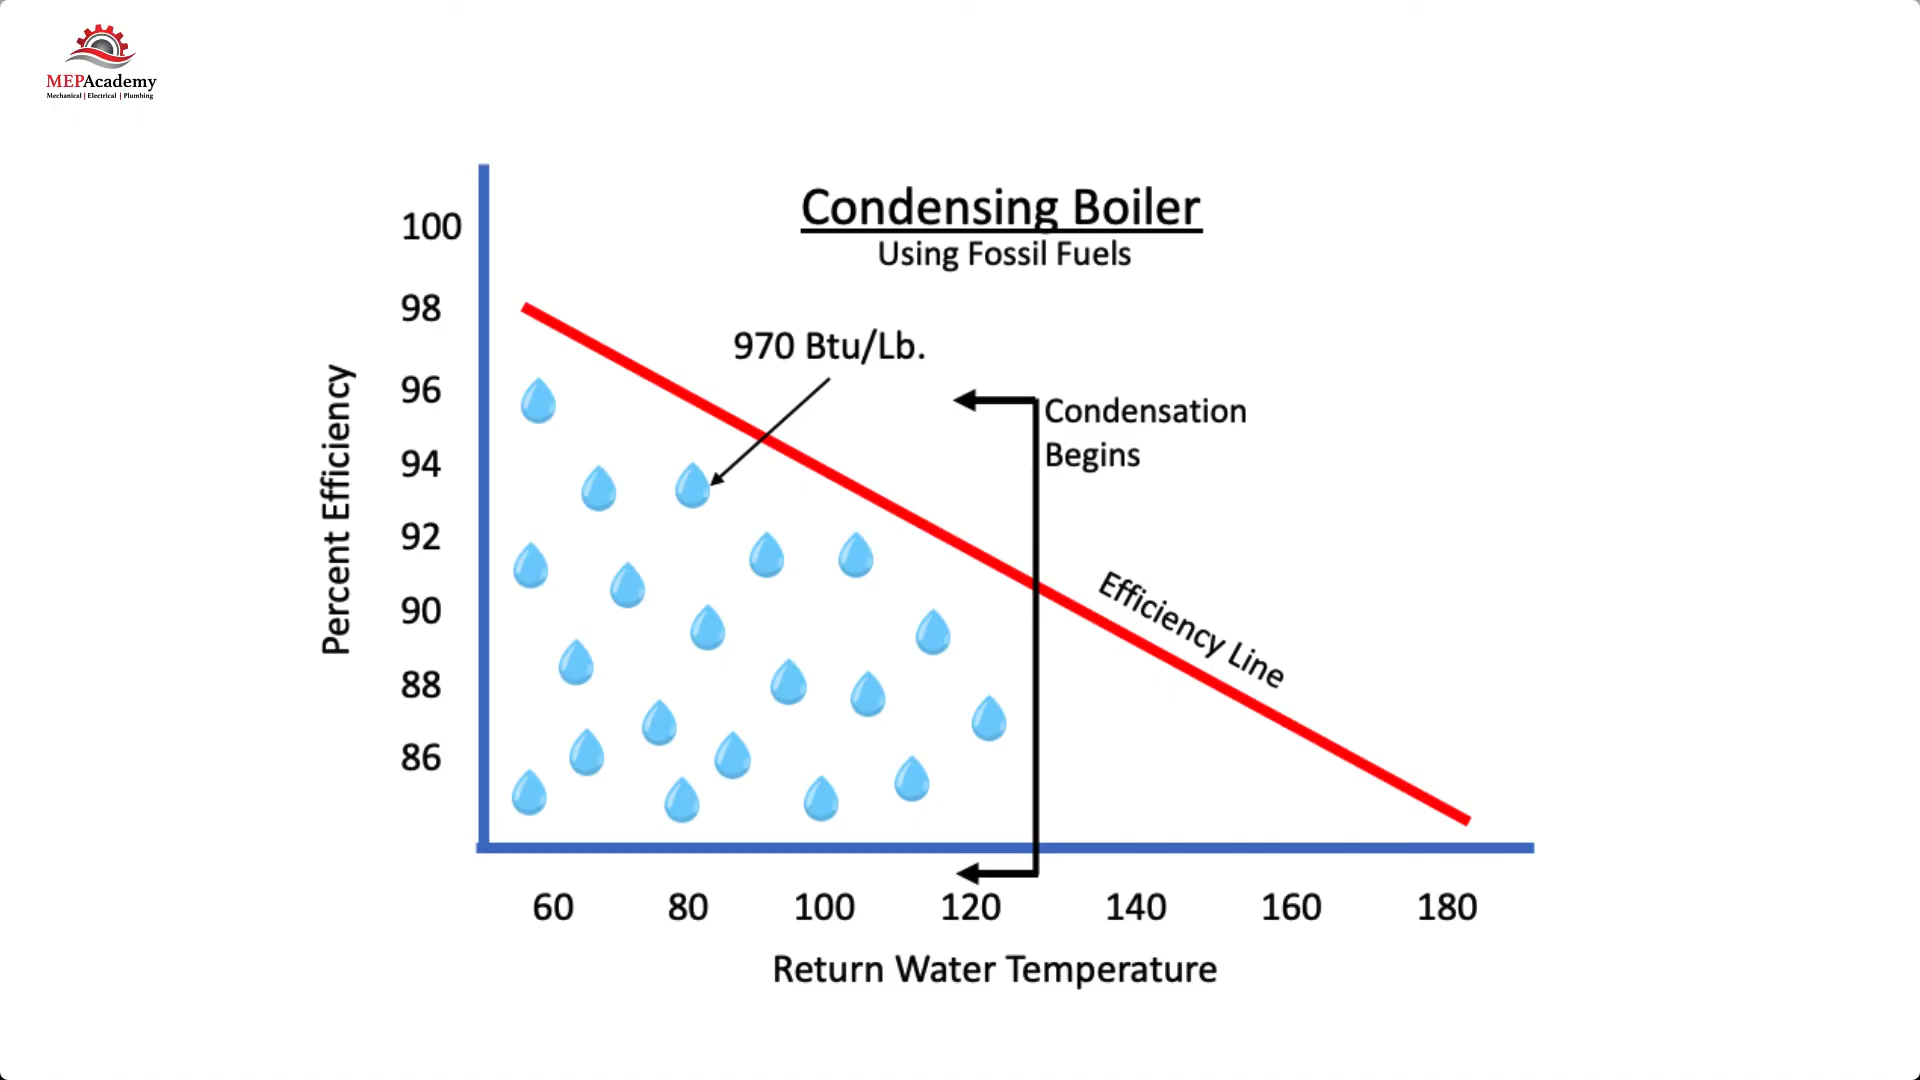 MEPAcademy
Mechanical | Electrical | Plumbing
Condensing Boiler
Using Fossil Fuels
100
98
96
94
92
90
88
86
Percent Efficiency
970 Btu/Lb.
Condensation
Begins
Efficiency Line
60 80 100 120 140 160 180
Return Water Temperature